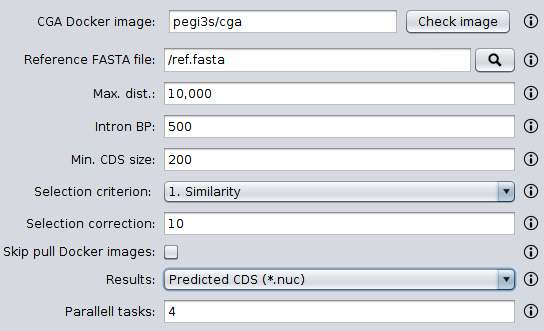 CGA Docker image: pegi3s/cga Check image
Reference FASTA file: /ref.fasta
Max. dist.: 10,000
Intron BP: 500
Min. CDS size: 200
Selection criterion: 1. Similarity
Selection correction: 10
Skip pull Docker images:
Results: Predicted CDS (*.nuc)
Parallell tasks: 4